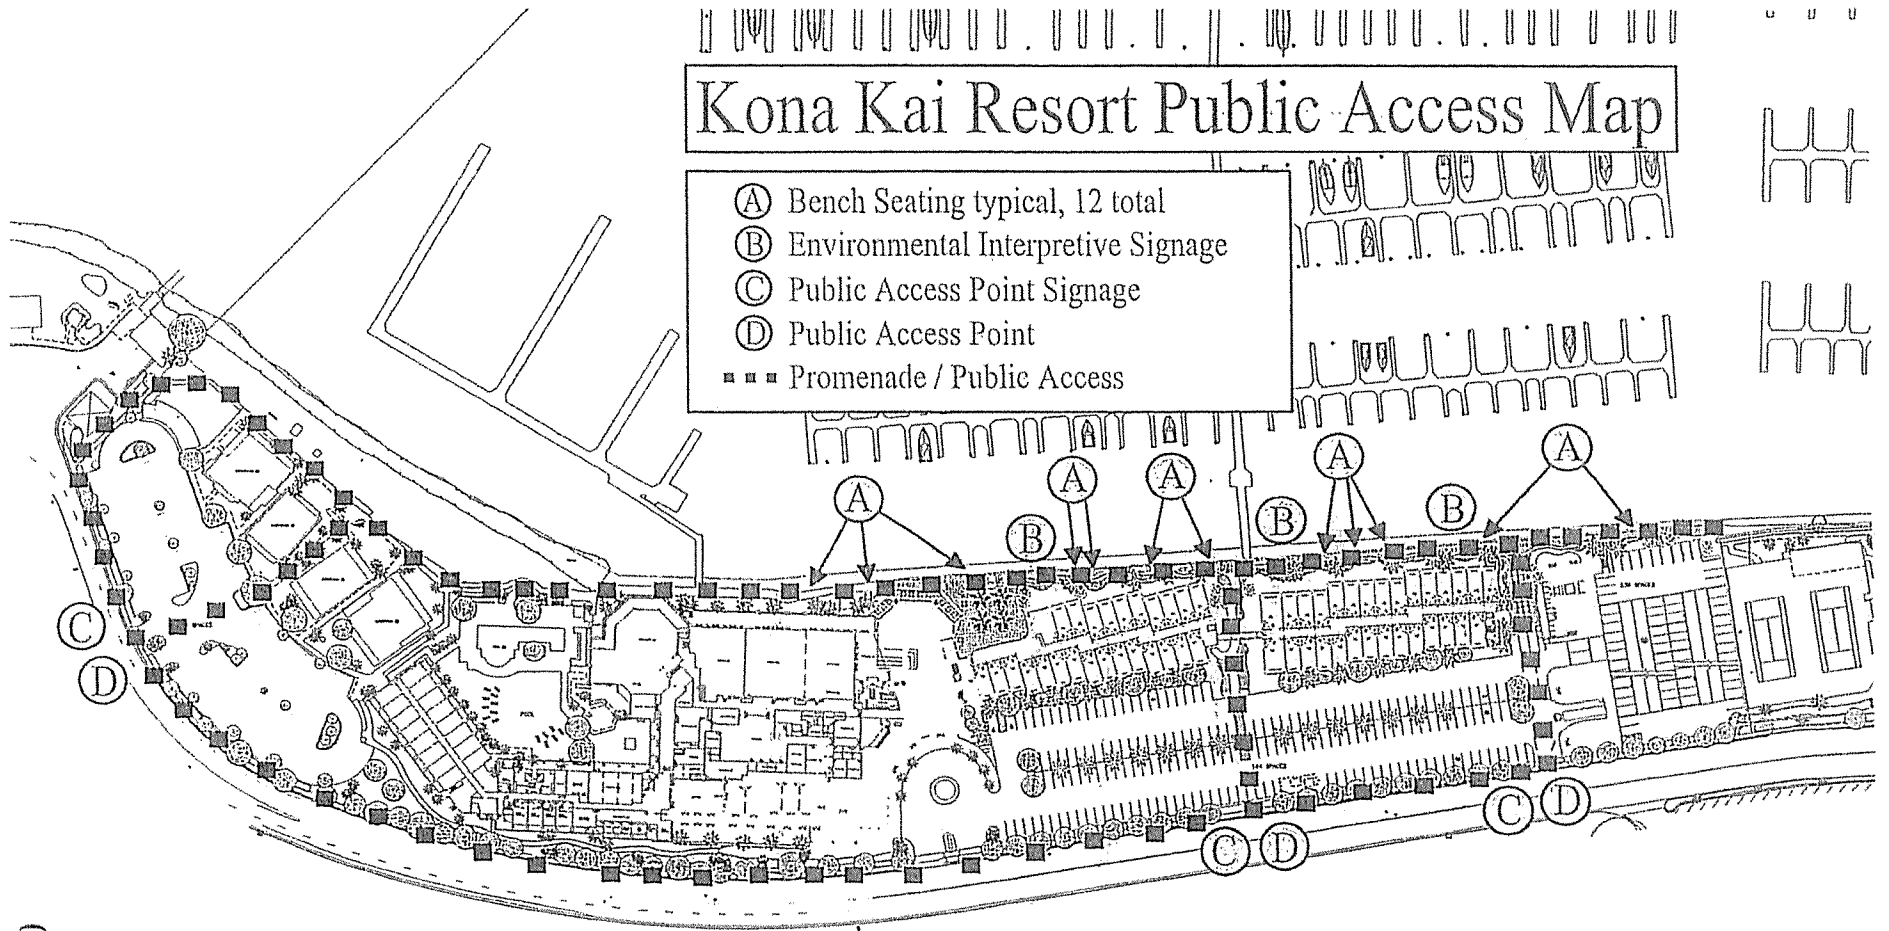 Kona Kai Resort Public Access Map
A Bench Seating typical, 12 total
B Environmental Interpretive Signage
C Public Access Point Signage
D Public Access Point
Promenade / Public Access
A
A
A
A
A
B
B
B
C
D
POOL
C
D
C
D